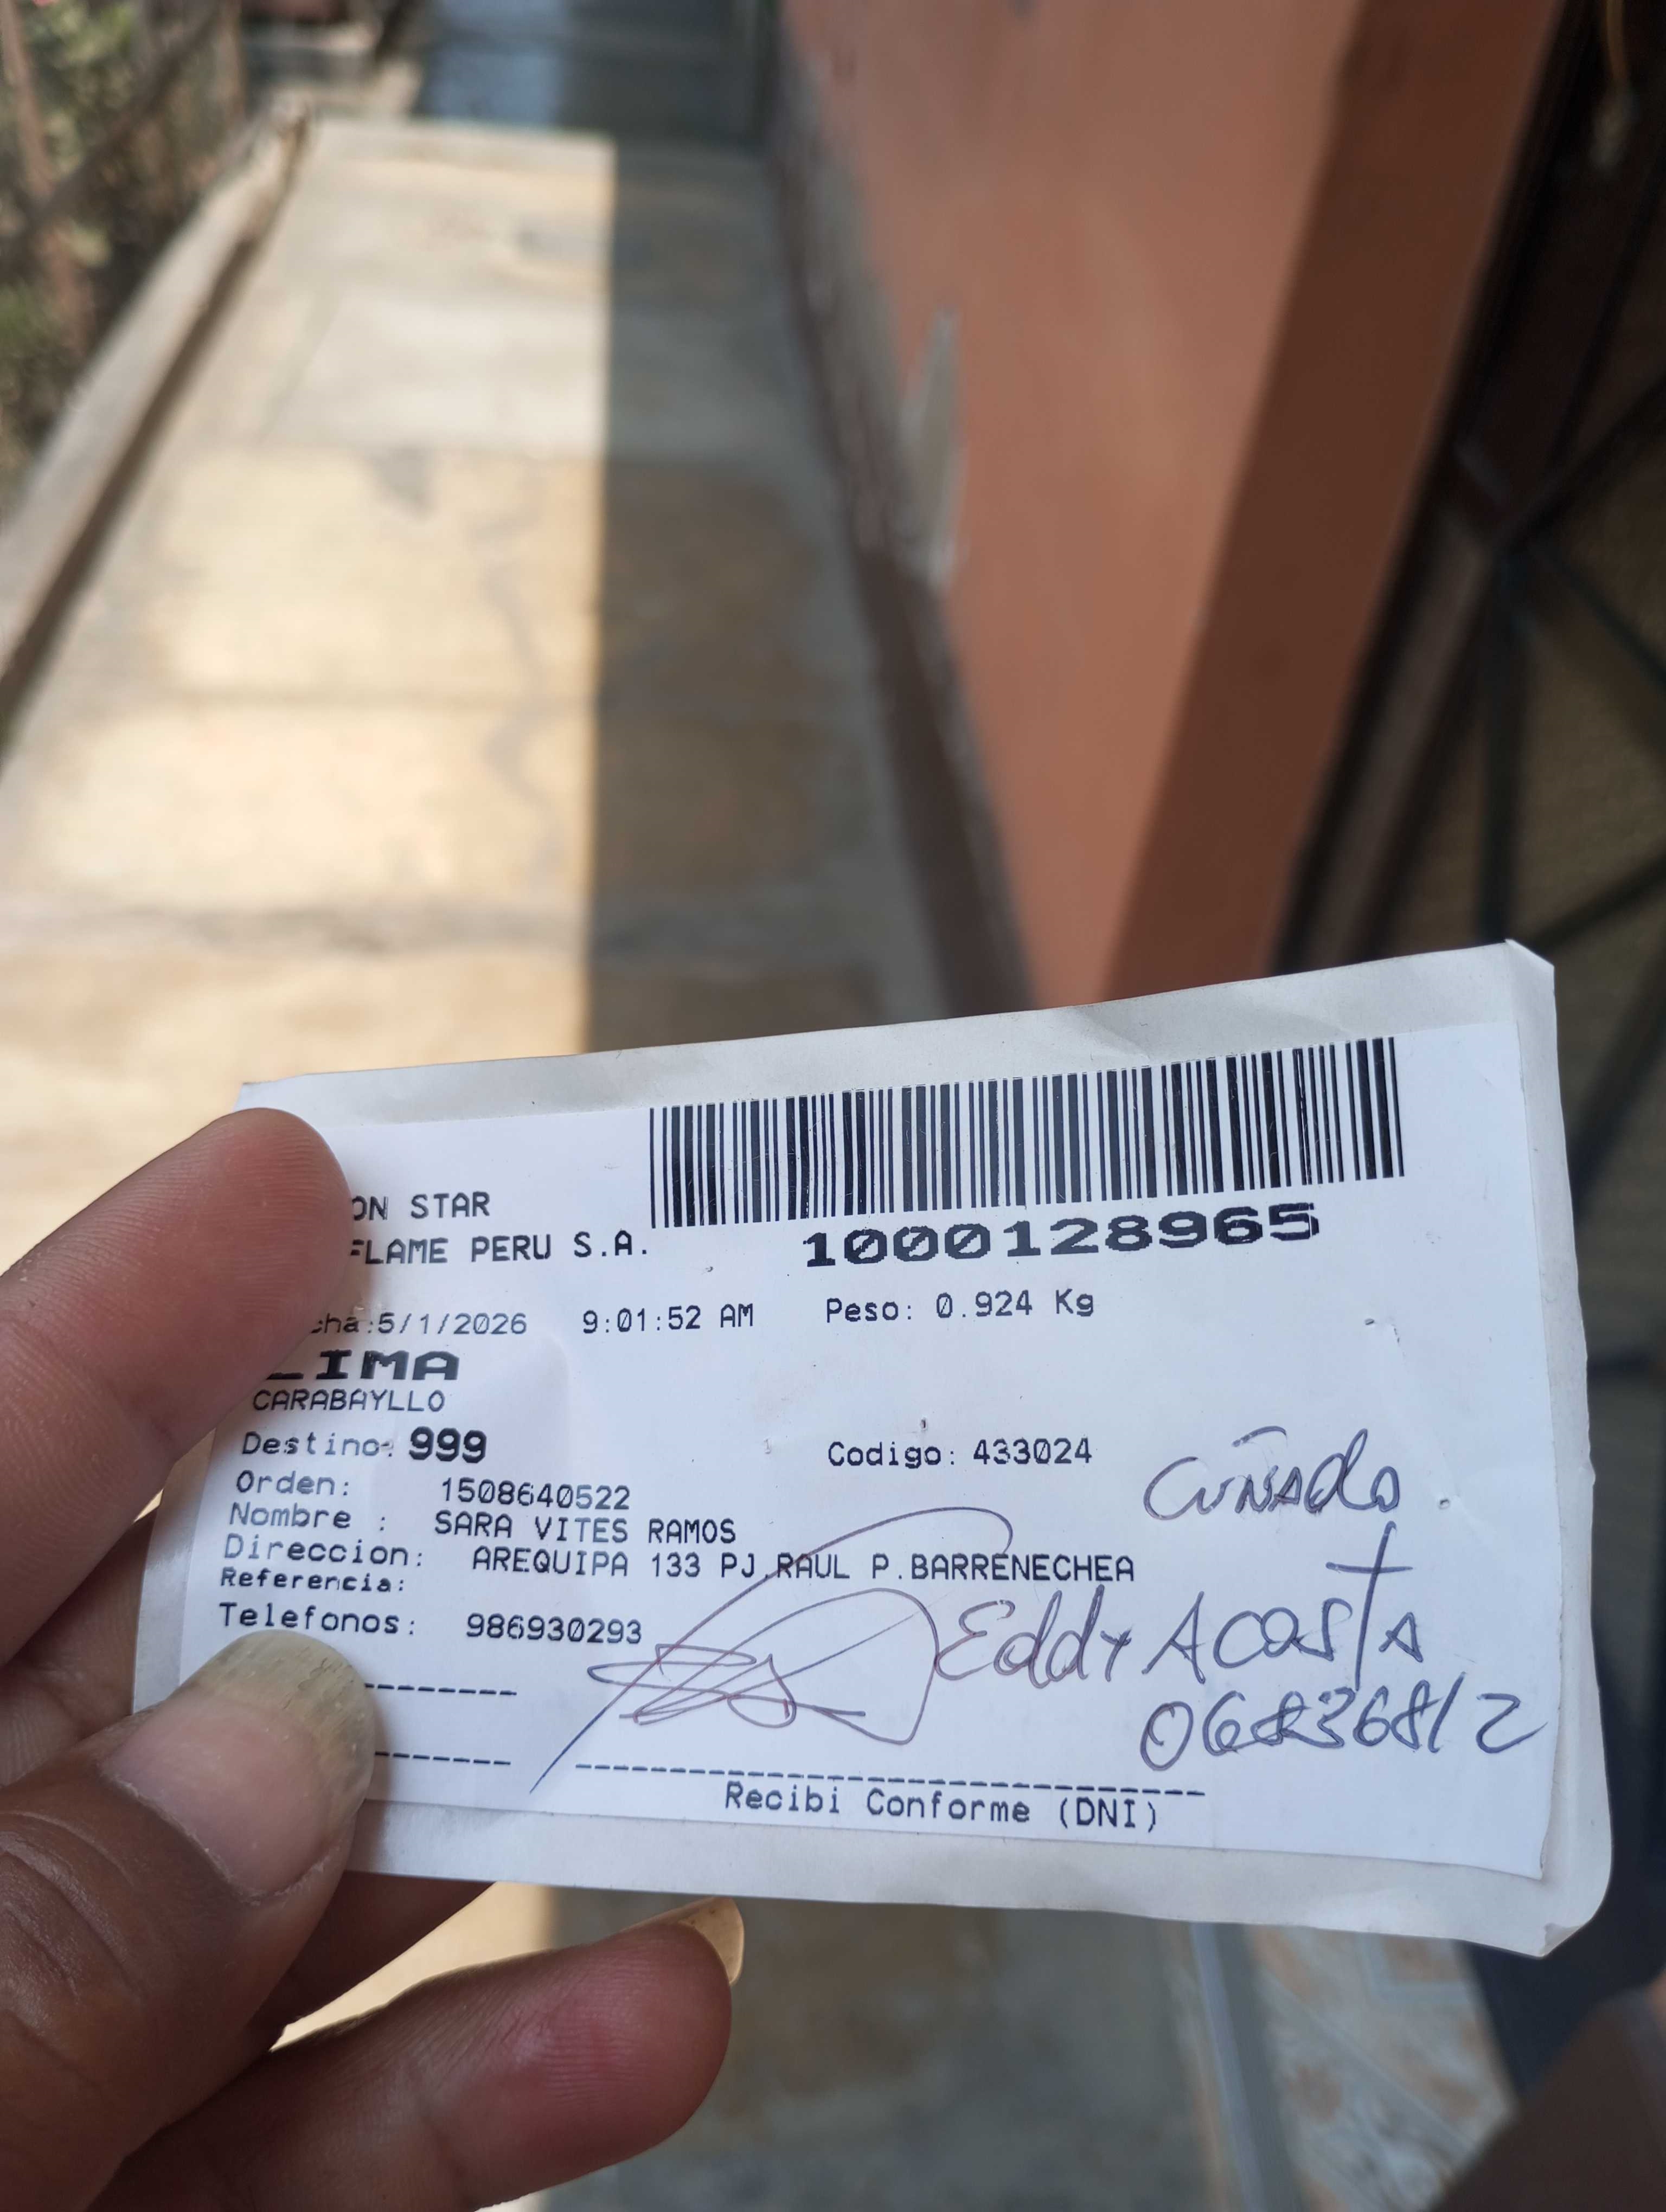 ON STAR
FLAME PERU S.A.
1000128965
cha:5/1/2026 9:01:52 AM Peso: 0.924 Kg
LIMA
CARABAYLLO
Destino: 999 Codigo: 433024
Orden: 1508640522
Nombre : SARA VITES RAMOS
Direccion: AREQUIPA 133 PJ.RAUL P.BARRENECHEA
Referencia:
Telefonos: 986930293
cuñado.
Eddy Acosta
06836812
Recibi Conforme (DNI)